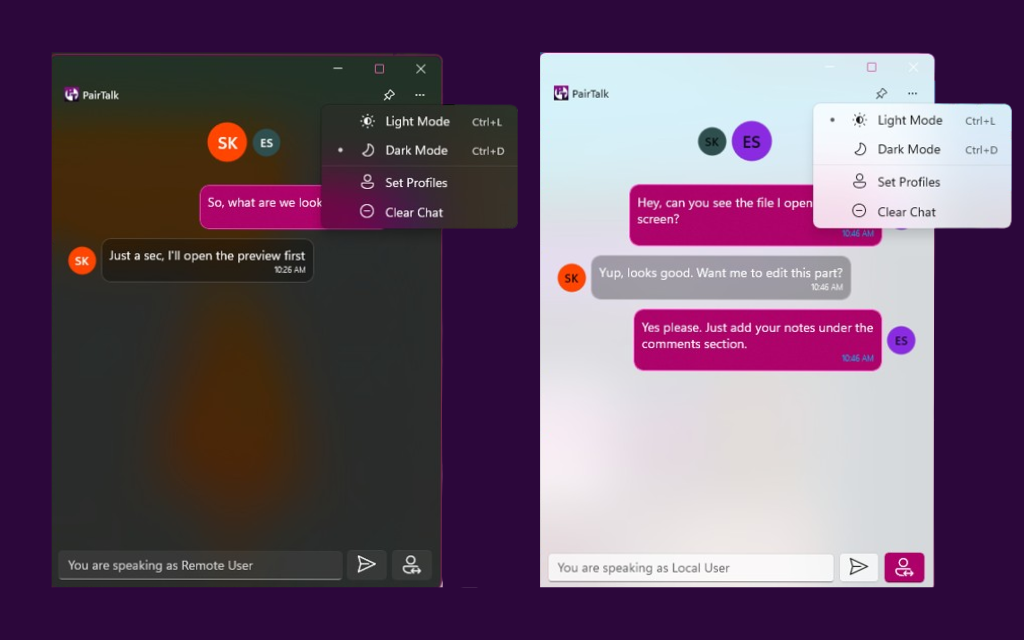 PairTalk
Light Mode Ctrl+L
Dark Mode Ctrl+D
Set Profiles
Clear Chat
SK ES
So, what are we look
SK
Just a sec, I'll open the preview first
10:26 AM
You are speaking as Remote User
PairTalk
Light Mode Ctrl+L
Dark Mode Ctrl+D
Set Profiles
Clear Chat
SK ES
Hey, can you see the file I open
screen?
10:46 AM
SK
Yup, looks good. Want me to edit this part?
10:46 AM
Yes please. Just add your notes under the
comments section.
10:46 AM
ES
You are speaking as Local User